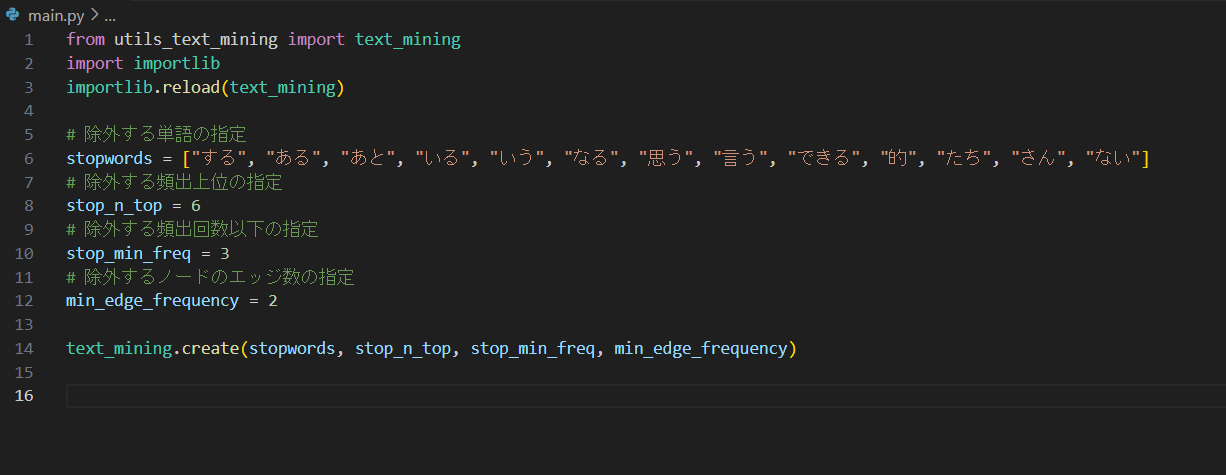 main.py > ...
1 from utils_text_mining import text_mining
2 import importlib
3 importlib.reload(text_mining)
4
5 # 除外する単語の指定
6 stopwords = ["する", "ある", "あと", "いる", "いう", "なる", "思う", "言う", "できる", "的", "たち", "さん", "ない"]
7 # 除外する頻出上位の指定
8 stop_n_top = 6
9 # 除外する頻出回数以下の指定
10 stop_min_freq = 3
11 # 除外するノードのエッジ数の指定
12 min_edge_frequency = 2
13
14 text_mining.create(stopwords, stop_n_top, stop_min_freq, min_edge_frequency)
15
16